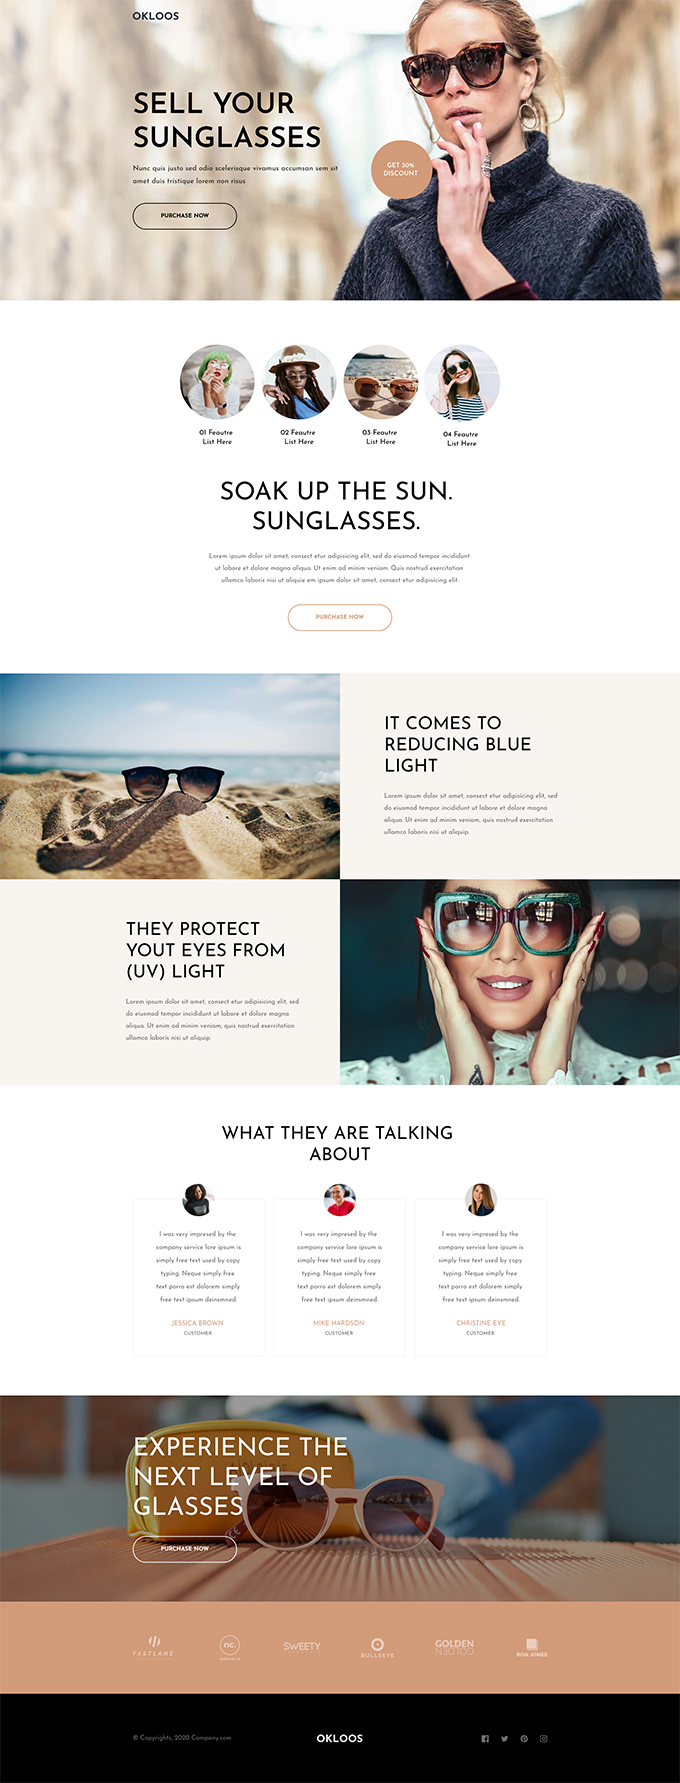 OKLOOS
SELL YOUR
SUNGLASSES
Nunc quis justo sed odio scelerisque vivamus accumsan sem sit
amet duis tristique lorem non risus
GET 30%
DISCOUNT
PURCHASE NOW
01 Feautre
List Here
02 Feautre
List Here
03 Feautre
List Here
04 Feautre
List Here
SOAK UP THE SUN.
SUNGLASSES.
Lorem ipsum dolor sit amet, consect etur adipisicing elit, sed do eiusmod tempor incididunt
ut labore et dolore magna aliqua. Ut enim ad minim veniam. Quis nostrud exercitation
ullamco laboris nisi ut aliquie em ipsum dolor sit amet, consect etur adipisicing elit.
PURCHASE NOW
IT COMES TO
REDUCING BLUE
LIGHT
Lorem ipsum dolor sit amet, consect etur adipisicing elit, sed
do eiusmod tempor incididunt ut labore et dolore magna
aliqua. Ut enim ad minim veniam, quis nostrud exercitation
ullamco laboris nisi ut aliquip.
THEY PROTECT
YOUT EYES FROM
(UV) LIGHT
Lorem ipsum dolor sit amet, consect etur adipisicing elit, sed
do eiusmod tempor incididunt ut labore et dolore magna
aliqua. Ut enim ad minim veniam, quis nostrud exercitation
ullamco laboris nisi ut aliquip.
WHAT THEY ARE TALKING
ABOUT
I was very impresed by the
company service lore ipsum is
simply free text used by copy
typing. Neque simply free
text porro est dolorem simply
free text ipsum deinsmned.
JESSICA BROWN
CUSTOMER
I was very impresed by the
company service lore ipsum is
simply free text used by copy
typing. Neque simply free
text porro est dolorem simply
free text ipsum deinsmned.
MIKE HARDSON
CUSTOMER
I was very impresed by the
company service lore ipsum is
simply free text used by copy
typing. Neque simply free
text porro est dolorem simply
free text ipsum deinsmned.
CHRISTINE EVE
CUSTOMER
EXPERIENCE THE
NEXT LEVEL OF
GLASSES
PURCHASE NOW
FASTLANE
nc.
SWEETY
BULLSEYE
GOLDEN
GOLDEN
RON JONES
© Copyrights, 2020 Company.com
OKLOOS